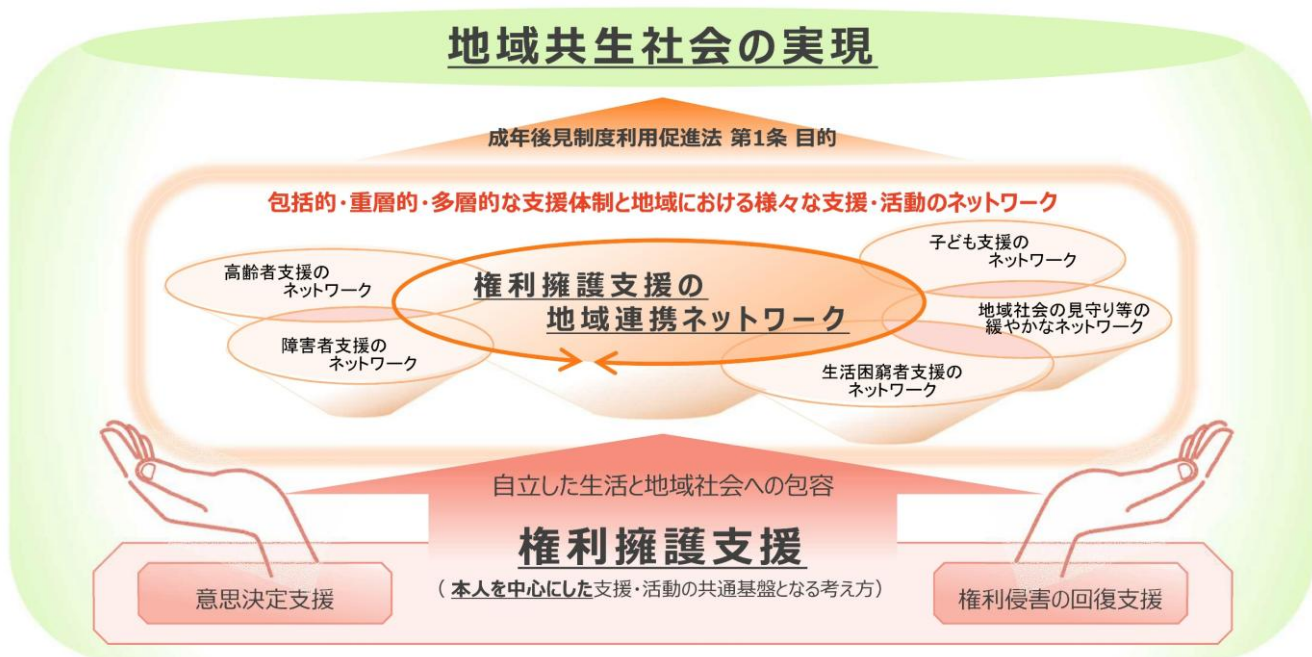 地域共生社会の実現
成年後見制度利用促進法 第1条 目的
包括的・重層的・多層的な支援体制と地域における様々な支援・活動のネットワーク
高齢者支援の
ネットワーク
障害者支援の
ネットワーク
権利擁護支援の
地域連携ネットワーク
子ども支援の
ネットワーク
地域社会の見守り等の
緩やかなネットワーク
生活困窮者支援の
ネットワーク
自立した生活と地域社会への包容
権利擁護支援
(本人を中心にした支援・活動の共通基盤となる考え方)
意思決定支援
権利侵害の回復支援